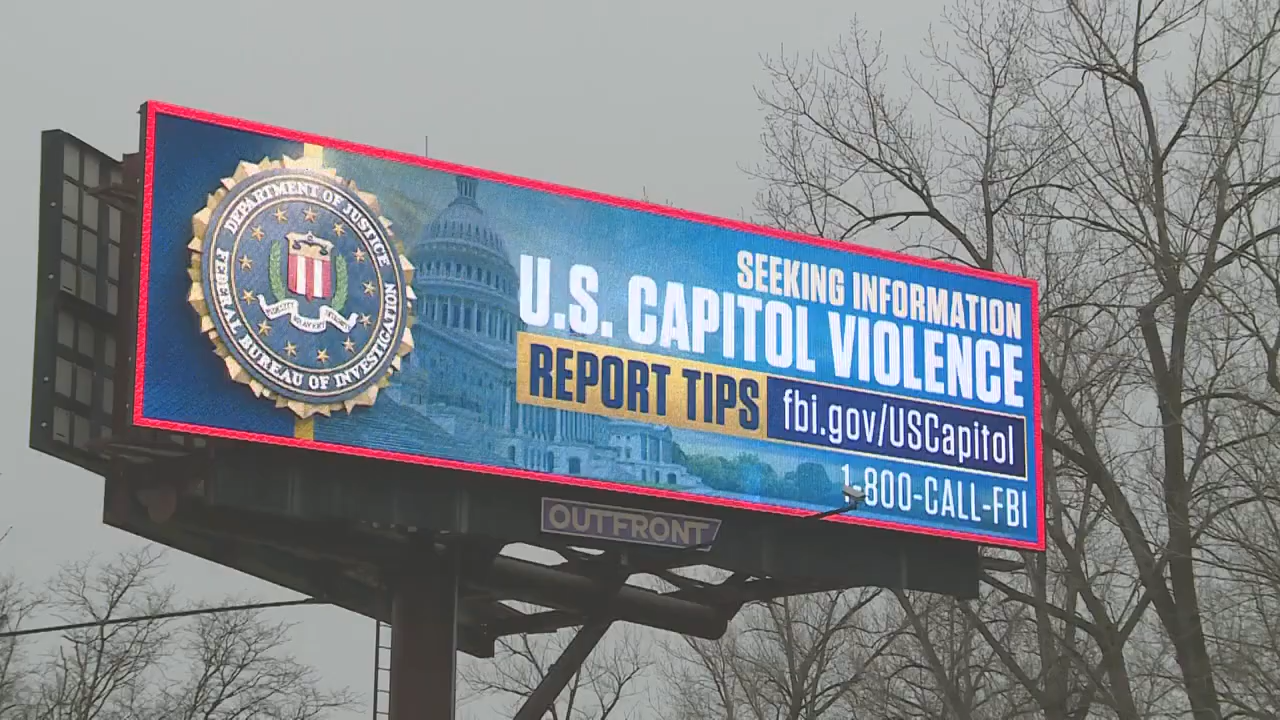 DEPARTMENT OF JUSTICE
FEDERAL BUREAU OF INVESTIGATION
FIDELITY BRAVERY INTEGRITY
SEEKING INFORMATION
U.S. CAPITOL VIOLENCE
REPORT TIPS fbi.gov/USCapitol
1-800-CALL-FBI
OUTFRONT